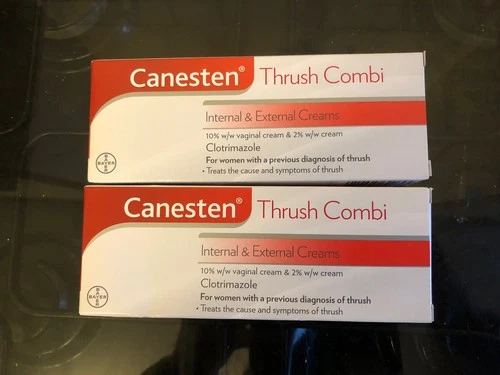 Canesten® Thrush Combi
Internal & External Creams
10% w/w vaginal cream & 2% w/w cream
Clotrimazole
For women with a previous diagnosis of thrush
• Treats the cause and symptoms of thrush
BAYER
Canesten® Thrush Combi
Internal & External Creams
10% w/w vaginal cream & 2% w/w cream
Clotrimazole
For women with a previous diagnosis of thrush
• Treats the cause and symptoms of thrush
BAYER